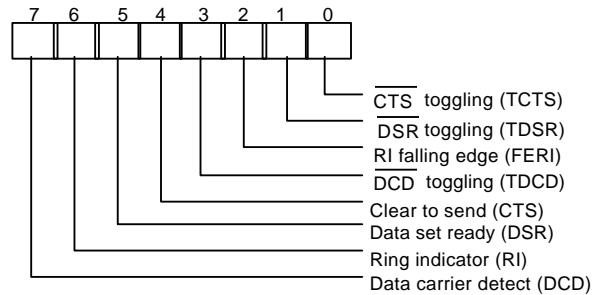 7 6 5 4 3 2 1 0
CTS toggling (TCTS)
DSR toggling (TDSR)
RI falling edge (FERI)
DCD toggling (TDCD)
Clear to send (CTS)
Data set ready (DSR)
Ring indicator (RI)
Data carrier detect (DCD)